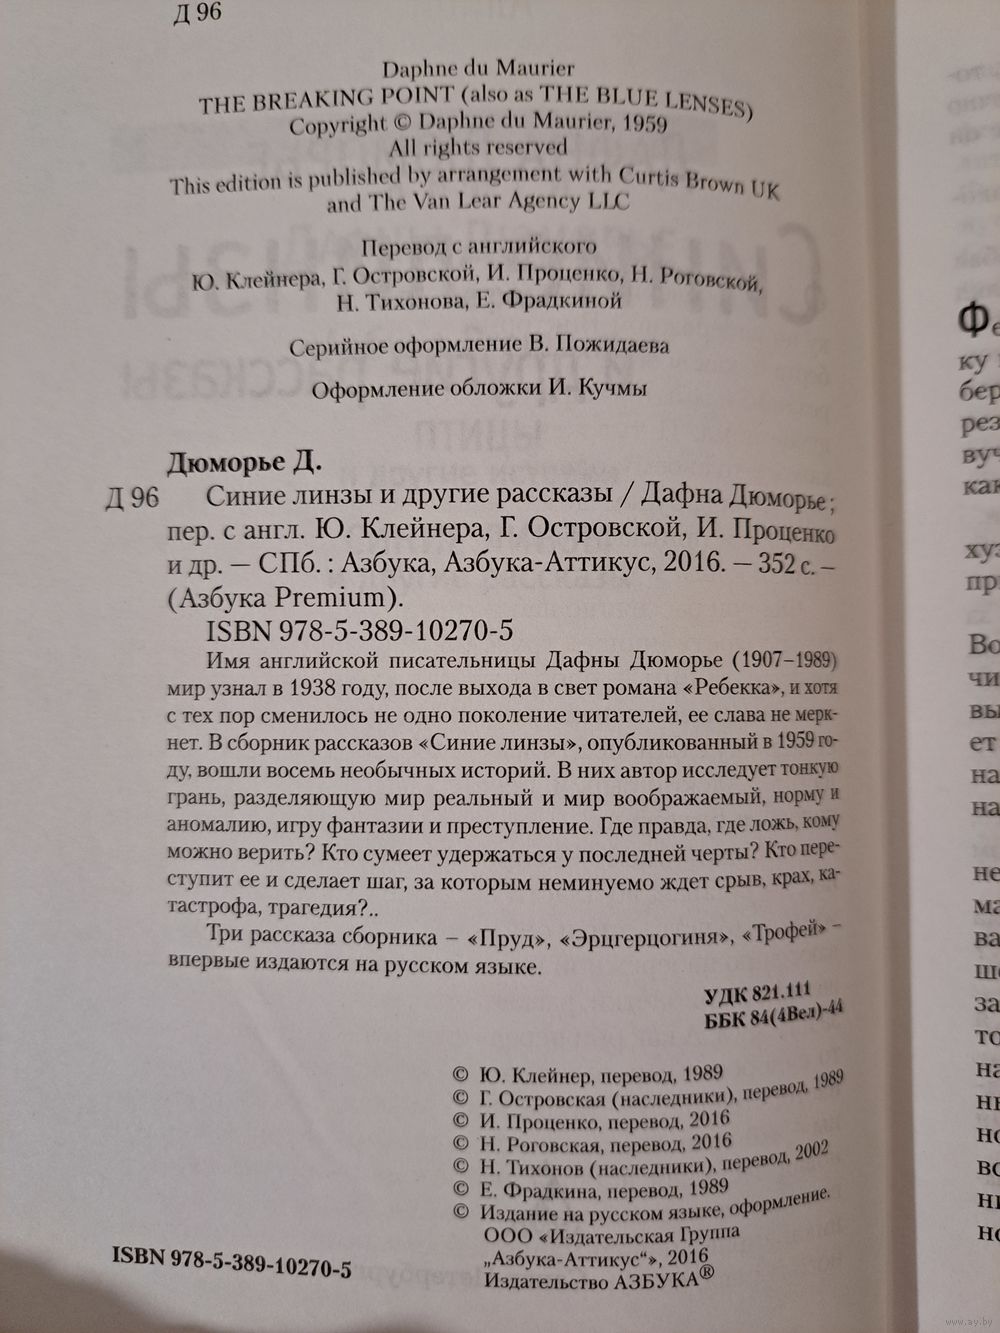 Д 96
Daphne du Maurier
THE BREAKING POINT (also as THE BLUE LENSES)
Copyright © Daphne du Maurier, 1959
All rights reserved
This edition is published by arrangement with Curtis Brown UK
and The Van Lear Agency LLC
Перевод с английского
Ю. Клейнера, Г. Островской, И. Проценко, Н. Роговской,
Н. Тихонова, Е. Фрадкиной
Серийное оформление В. Пожидаева
Оформление обложки И. Кучмы
Дюморье Д.
Д 96 Синие линзы и другие рассказы / Дафна Дюморье ;
пер. с англ. Ю. Клейнера, Г. Островской, И. Проценко
и др. – СПб. : Азбука, Азбука-Аттикус, 2016. – 352 с. –
(Азбука Premium).
ISBN 978-5-389-10270-5
Имя английской писательницы Дафны Дюморье (1907–1989)
мир узнал в 1938 году, после выхода в свет романа «Ребекка», и хотя
с тех пор сменилось не одно поколение читателей, ее слава не мерк-
нет. В сборник рассказов «Синие линзы», опубликованный в 1959 го-
ду, вошли восемь необычных историй. В них автор исследует тонкую
грань, разделяющую мир реальный и мир воображаемый, норму и
аномалию, игру фантазии и преступление. Где правда, где ложь, кому
можно верить? Кто сумеет удержаться у последней черты? Кто пере-
ступит ее и сделает шаг, за которым неминуемо ждет срыв, крах, ка-
тастрофа, трагедия?..
Три рассказа сборника – «Пруд», «Эрцгерцогиня», «Трофей» –
впервые издаются на русском языке.
УДК 821.111
ББК 84(4Вел)-44
© Ю. Клейнер, перевод, 1989
© Г. Островская (наследники), перевод, 1989
© И. Проценко, перевод, 2016
© Н. Роговская, перевод, 2016
© Н. Тихонов (наследники), перевод, 2002
© Е. Фрадкина, перевод, 1989
© Издание на русском языке, оформление.
ООО «Издательская Группа
„Азбука-Аттикус“», 2016
Издательство АЗБУКА®
ISBN 978-5-389-10270-5
www.ay.by